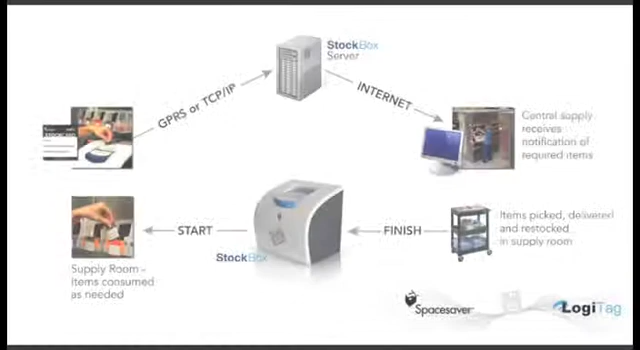 StockBox
Server
GPRS or TCP/IP
INTERNET
Central supply
receives
notification of
required items
START
FINISH
StockBox
Items picked, delivered
and restocked
in supply room
Supply Room –
items consumed
as needed
Spacesaver
LogiTag